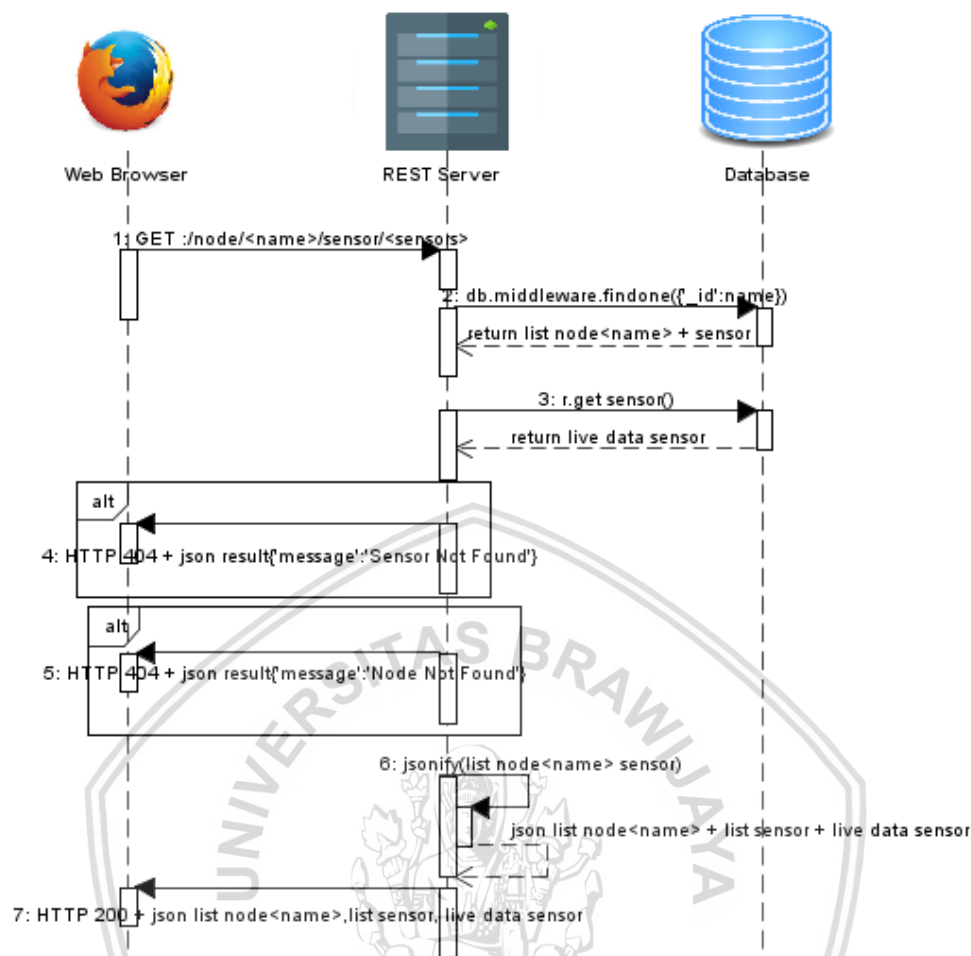 Web Browser
REST Server
Database
1: GET :/node/<name>/sensor/<sensors>
2: db.middleware.findone({'_id':name})
return list node<name> + sensor
3: r.get sensor()
return live data sensor
alt
4: HTTP 404 + json result{'message':'Sensor Not Found'}
alt
5: HTTP 404 + json result{'message':'Node Not Found'}
6: jsonify(list node<name> sensor)
json list node<name> + list sensor + live data sensor
7: HTTP 200 + json list node<name>,list sensor, live data sensor
UNIVERSITAS BRAWIJAYA